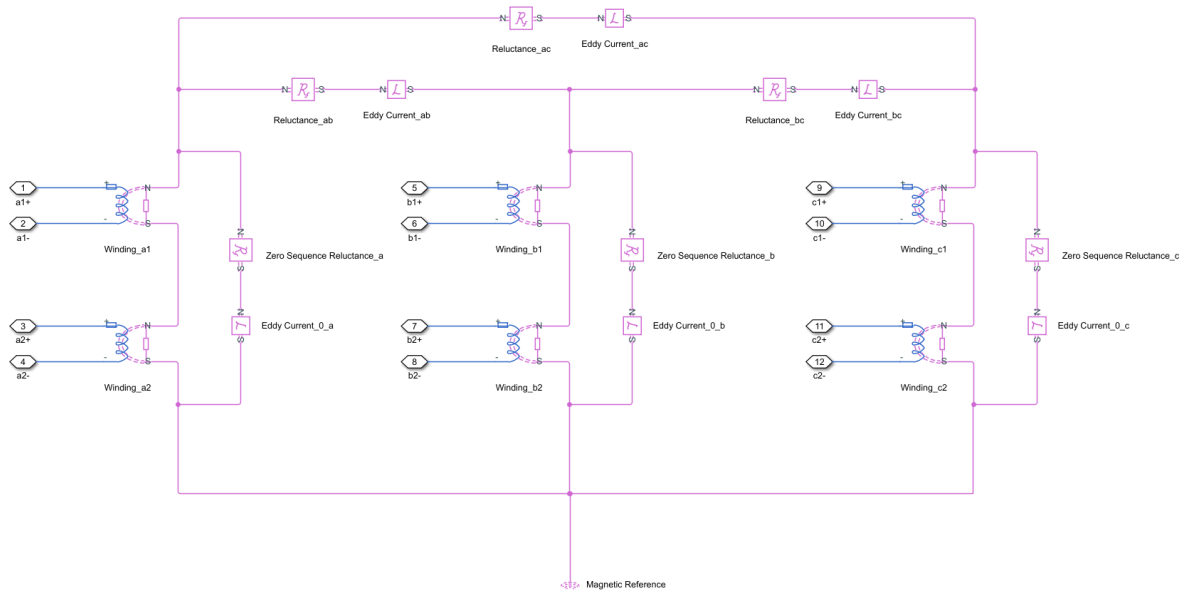 N S N L S
Reluctance_ac Eddy Current_ac
N S N L S N S N L S
Reluctance_ab Eddy Current_ab Reluctance_bc Eddy Current_bc
1 + N 5 + N 9 + N
a1+ b1+ c1+
2 - S 6 - S 10 - S
a1- b1- c1-
Winding_a1 Winding_b1 Winding_c1
N N N
Zero Sequence Reluctance_a Zero Sequence Reluctance_b Zero Sequence Reluctance_c
S S S
N N N
3 + N L Eddy Current_0_a 7 + N L Eddy Current_0_b 11 + N L Eddy Current_0_c
a2+ b2+ c2+
S S S
4 - S 8 - S 12 - S
a2- b2- c2-
Winding_a2 Winding_b2 Winding_c2
Magnetic Reference